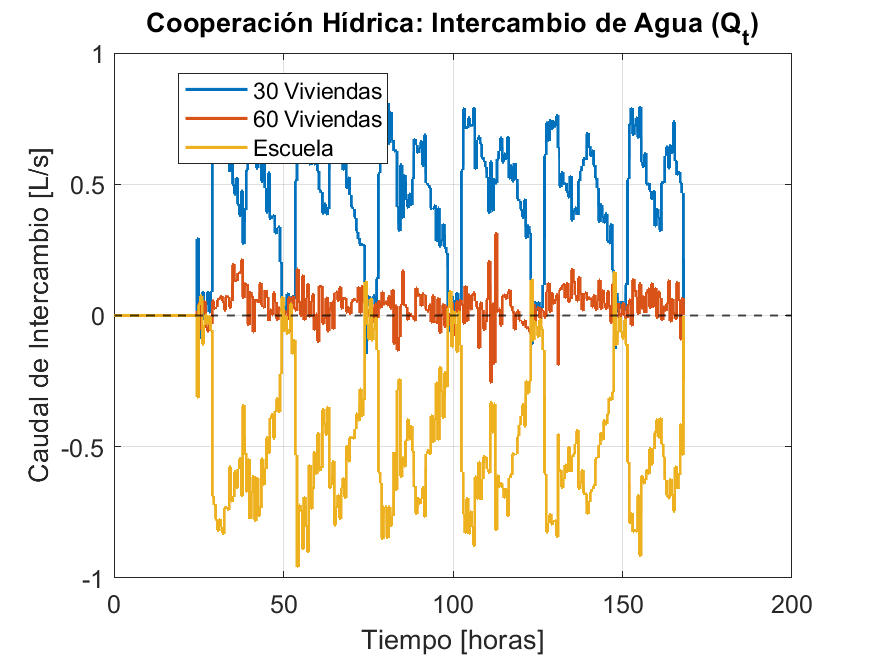 Cooperación Hídrica: Intercambio de Agua (Qt)
1
30 Viviendas
60 Viviendas
Escuela
0.5
0
-0.5
-1
Caudal de Intercambio [L/s]
0 50 100 150 200
Tiempo [horas]